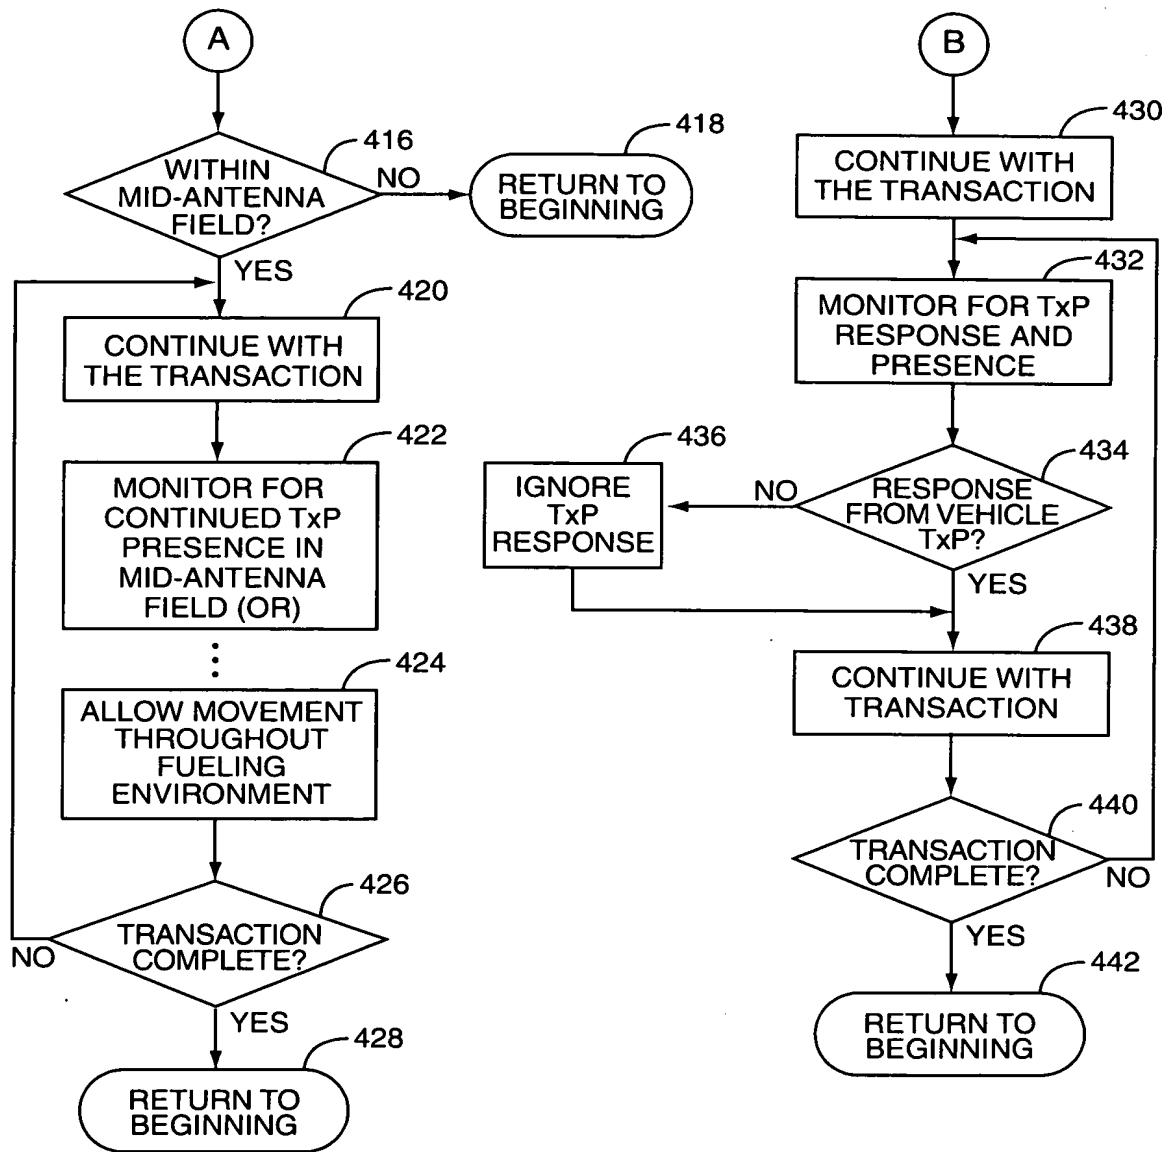 A
416
WITHIN
MID-ANTENNA
FIELD?
NO
418
RETURN TO
BEGINNING
YES
420
CONTINUE WITH
THE TRANSACTION
422
MONITOR FOR
CONTINUED TxP
PRESENCE IN
MID-ANTENNA
FIELD (OR)
424
ALLOW MOVEMENT
THROUGHOUT
FUELING
ENVIRONMENT
426
TRANSACTION
COMPLETE?
NO
YES
428
RETURN TO
BEGINNING
B
430
CONTINUE WITH
THE TRANSACTION
432
MONITOR FOR TxP
RESPONSE AND
PRESENCE
434
RESPONSE
FROM VEHICLE
TxP?
NO
436
IGNORE
TxP
RESPONSE
YES
438
CONTINUE WITH
TRANSACTION
440
TRANSACTION
COMPLETE?
NO
YES
442
RETURN TO
BEGINNING